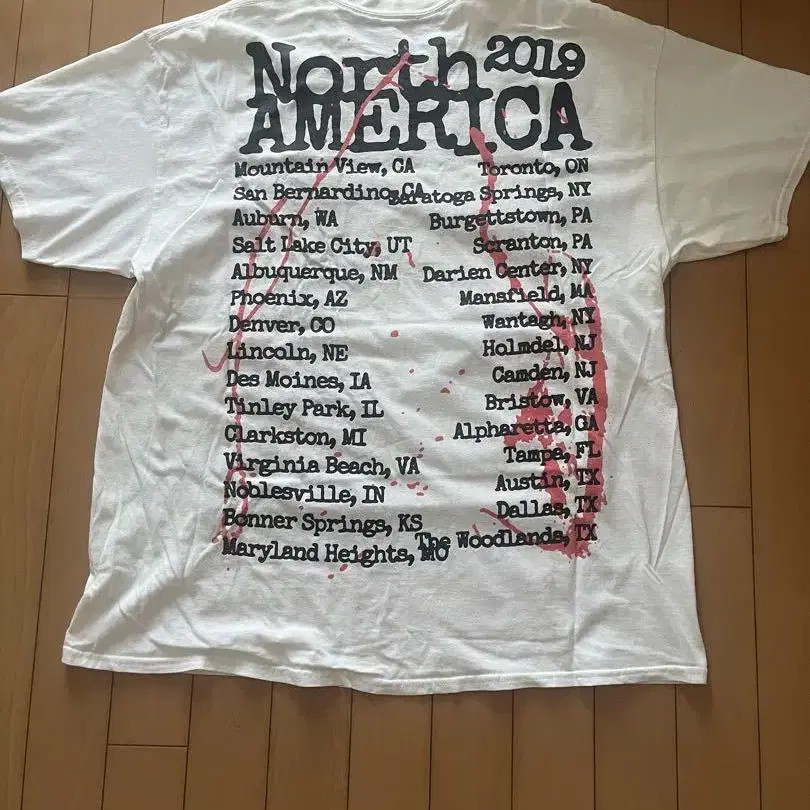 North 2019
AMERICA
Mountain View, CA
San Bernardino, CA
Auburn, WA
Salt Lake City, UT
Albuquerque, NM
Phoenix, AZ
Denver, CO
Lincoln, NE
Des Moines, IA
Tinley Park, IL
Clarkston, MI
Virginia Beach, VA
Noblesville, IN
Bonner Springs, KS
Maryland Heights, MO
Toronto, ON
Saratoga Springs, NY
Burgettstown, PA
Scranton, PA
Darien Center, NY
Mansfield, MA
Wantagh, NY
Holmdel, NJ
Camden, NJ
Bristow, VA
Alpharetta, GA
Tampa, FL
Austin, TX
Dallas, TX
The Woodlands, TX